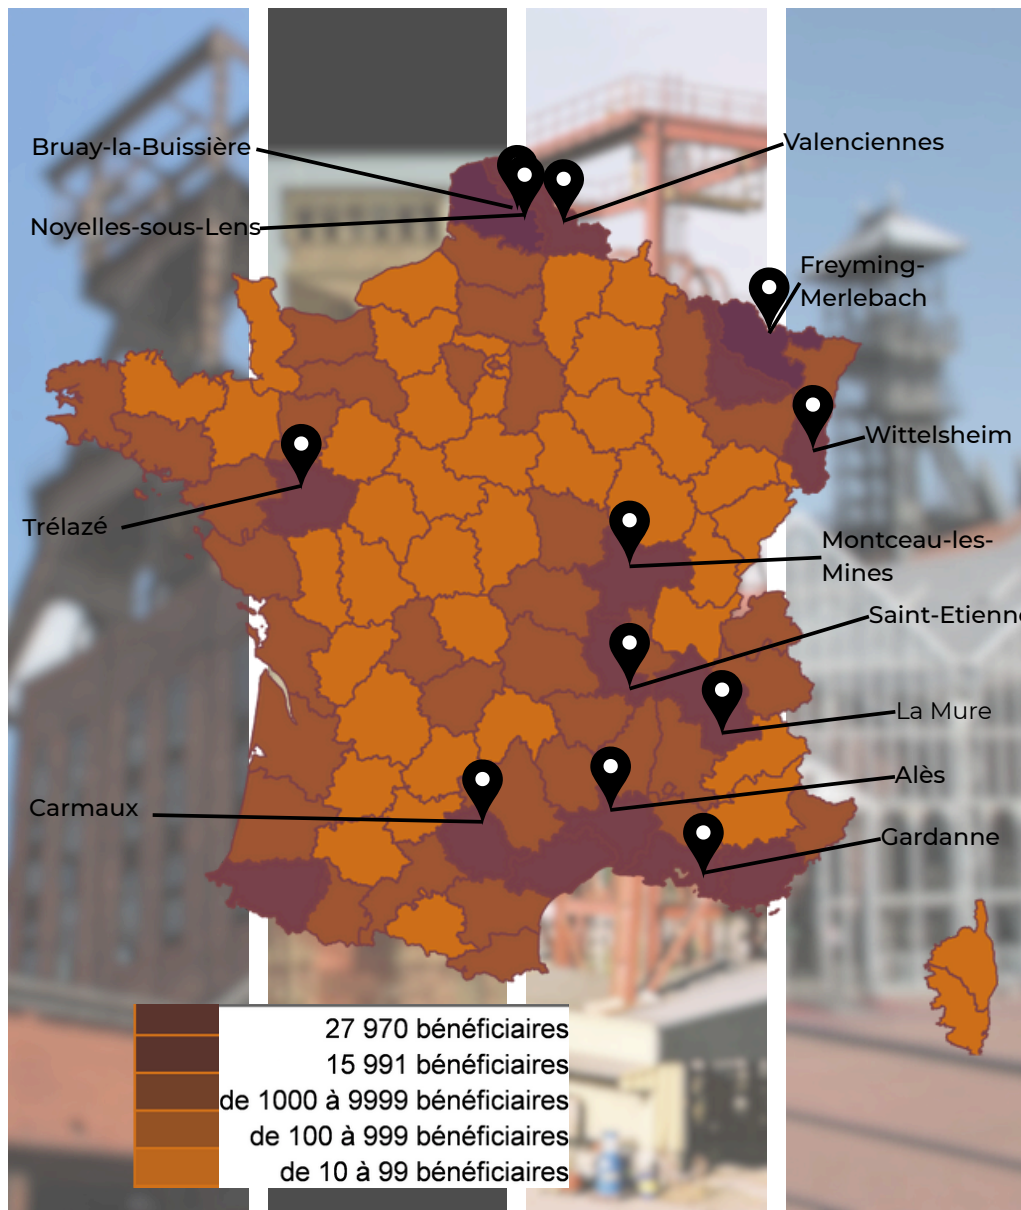 Bruay-la-Buissière
Valenciennes
Noyelles-sous-Lens
Freyming-
Merlebach
Wittelsheim
Trélazé
Montceau-les-
Mines
Saint-Etienne
La Mure
Alès
Carmaux
Gardanne
27 970 bénéficiaires
15 991 bénéficiaires
de 1000 à 9999 bénéficiaires
de 100 à 999 bénéficiaires
de 10 à 99 bénéficiaires